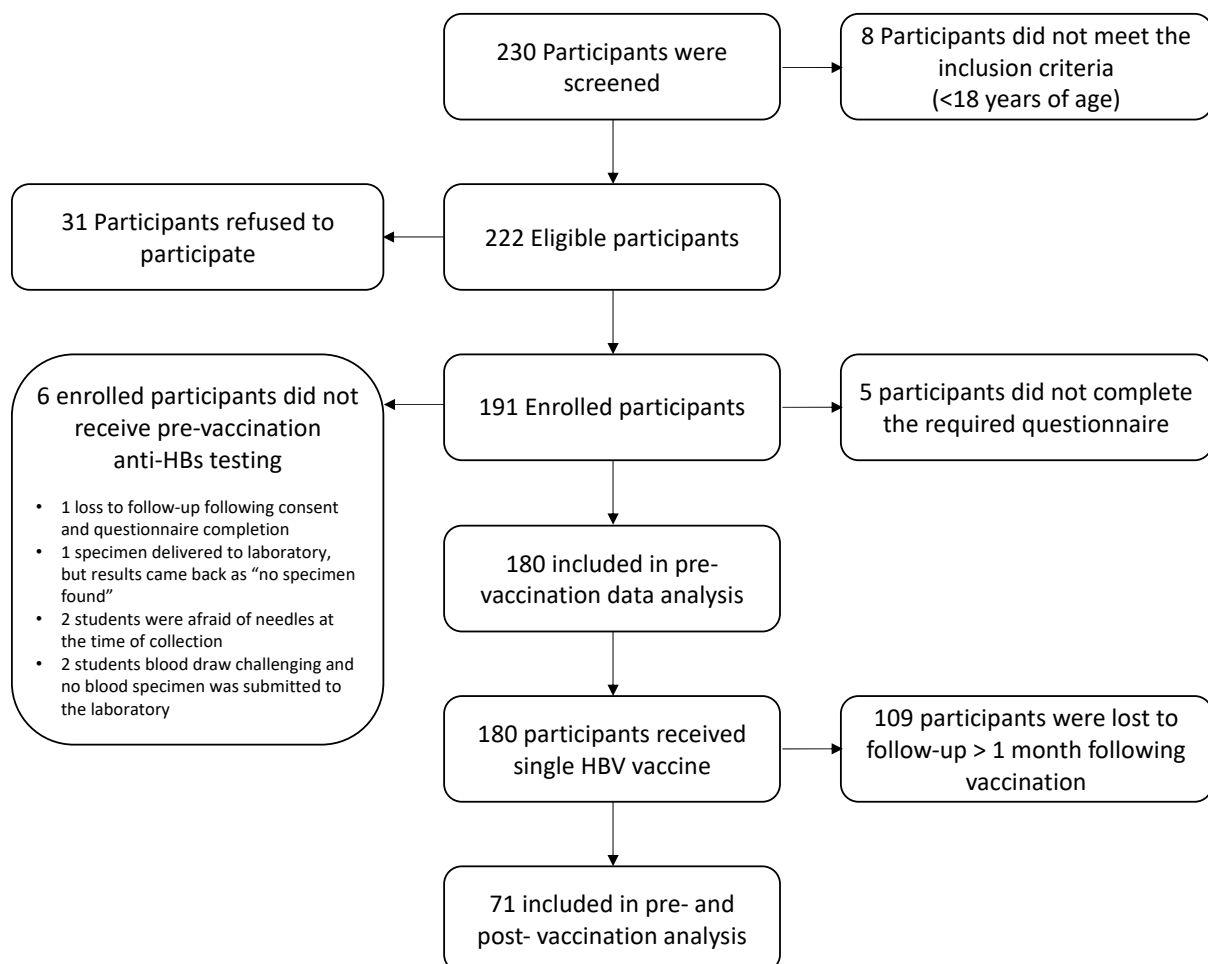 230 Participants were
screened
8 Participants did not meet the
inclusion criteria
(<18 years of age)
31 Participants refused to
participate
222 Eligible participants
6 enrolled participants did not
receive pre-vaccination
anti-HBs testing
• 1 loss to follow-up following consent
and questionnaire completion
• 1 specimen delivered to laboratory,
but results came back as “no specimen
found”
• 2 students were afraid of needles at
the time of collection
• 2 students blood draw challenging and
no blood specimen was submitted to
the laboratory
191 Enrolled participants
5 participants did not complete
the required questionnaire
180 included in pre-
vaccination data analysis
180 participants received
single HBV vaccine
109 participants were lost to
follow-up > 1 month following
vaccination
71 included in pre- and
post- vaccination analysis